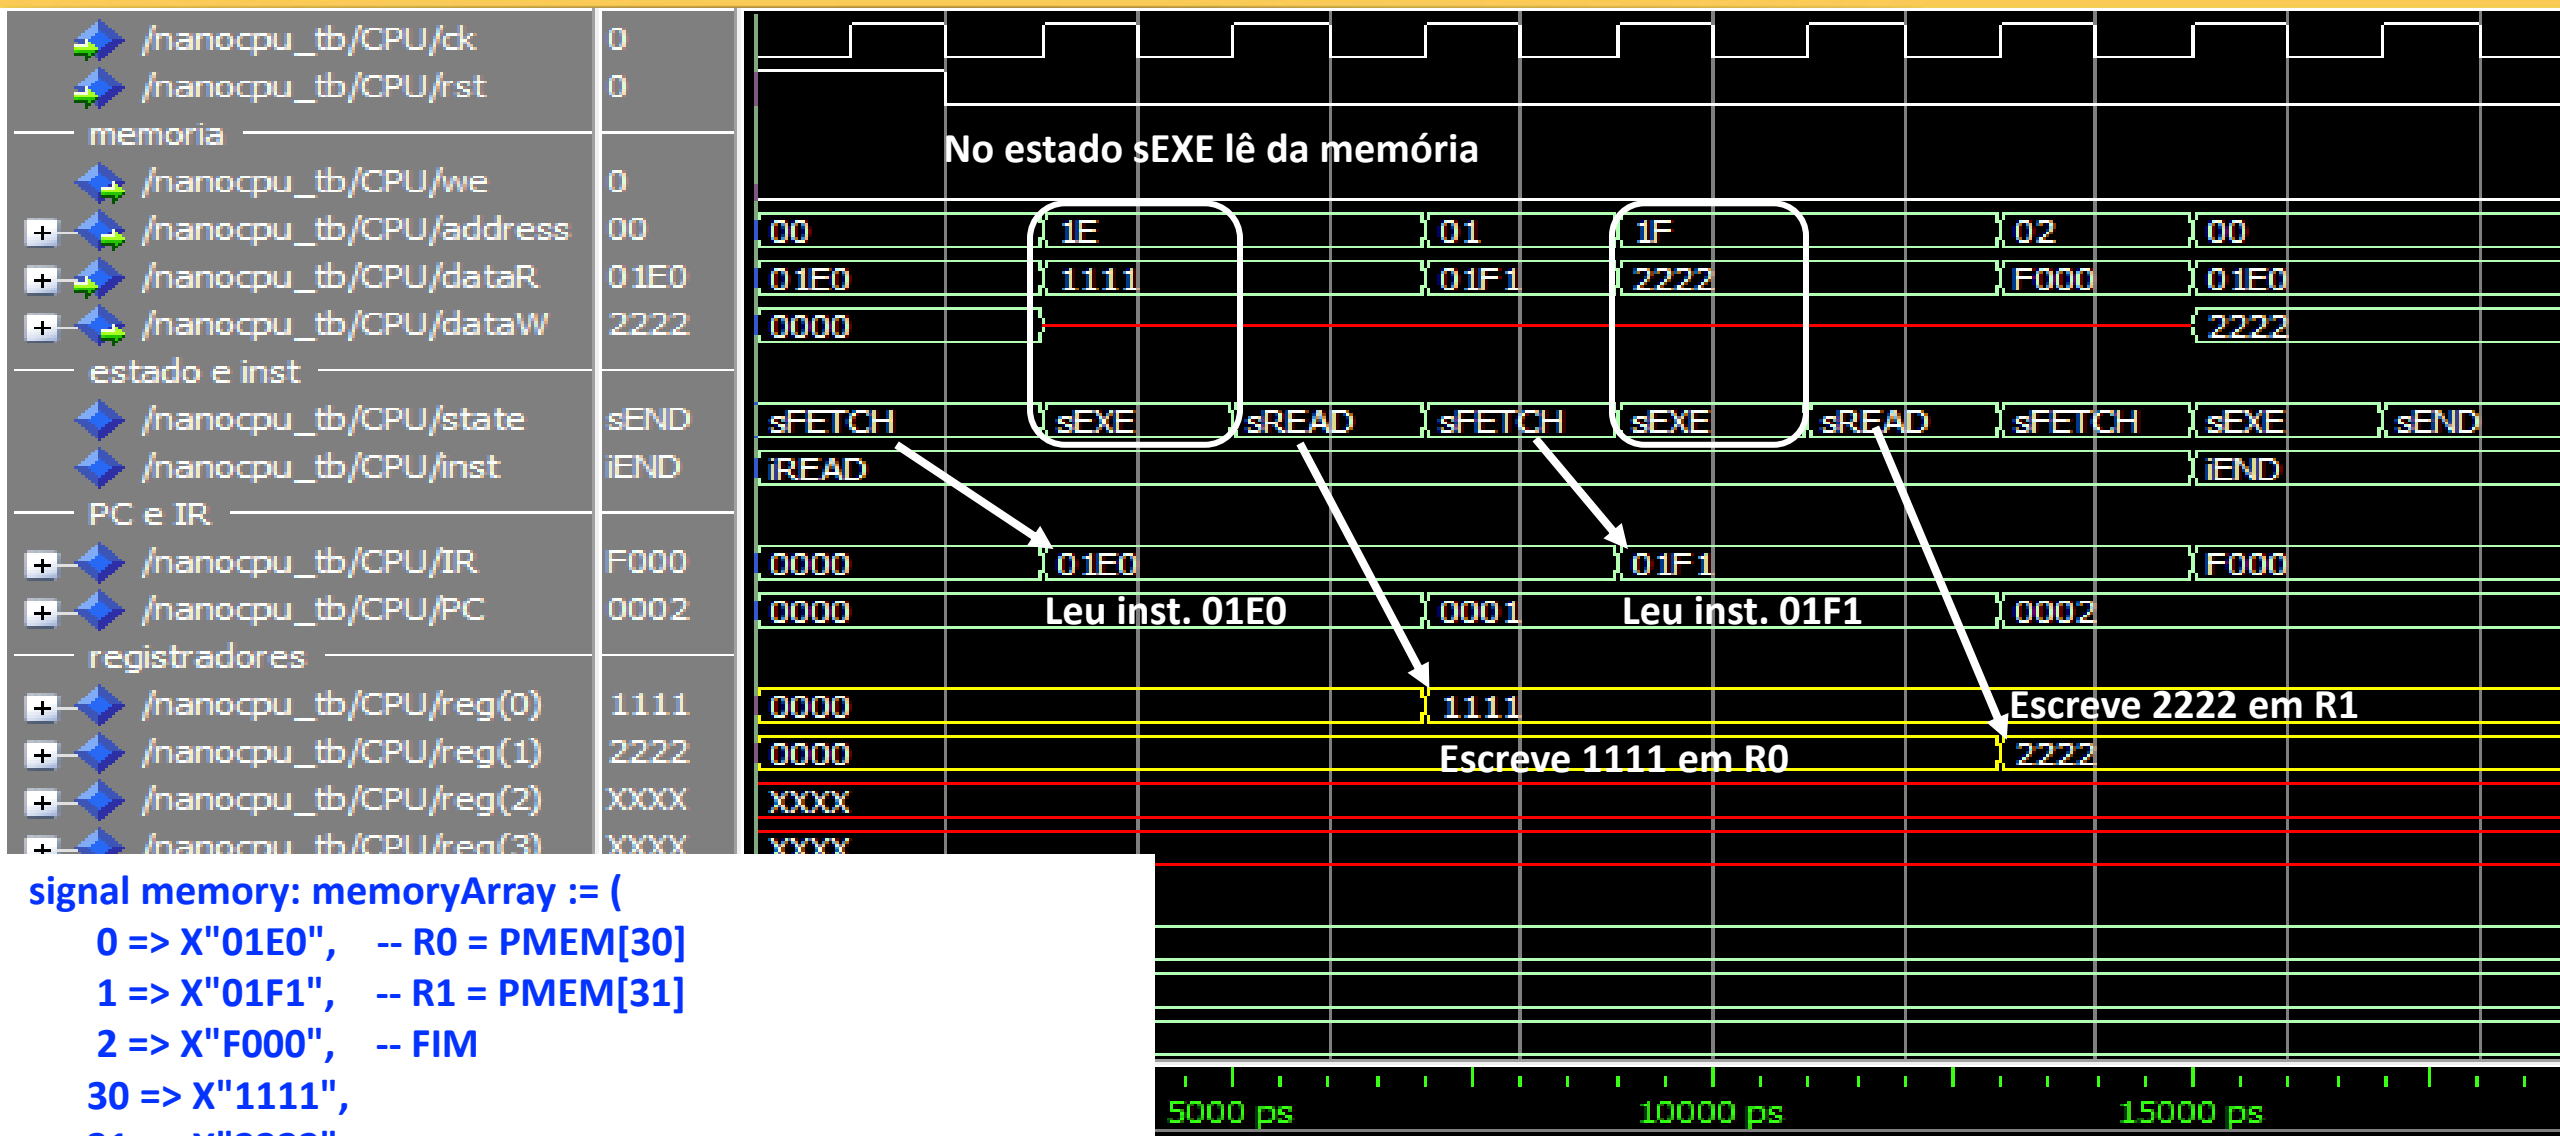 /nanocpu_tb/CPU/ck 0
/nanocpu_tb/CPU/rst 0
memoria
No estado sEXE lê da memória
/nanocpu_tb/CPU/we 0
/nanocpu_tb/CPU/address 00 00 1E 01 1F 02 00
/nanocpu_tb/CPU/dataR 01E0 01E0 1111 01F1 2222 F000 01E0
/nanocpu_tb/CPU/dataW 2222 0000 2222
estado e inst
/nanocpu_tb/CPU/state sEND sFETCH sEXE sREAD sFETCH sEXE sREAD sFETCH sEXE sEND
/nanocpu_tb/CPU/inst iEND iREAD iEND
PC e IR
/nanocpu_tb/CPU/IR F000 0000 01E0 01F1 F000
/nanocpu_tb/CPU/PC 0002 0000 Leu inst. 01E0 0001 Leu inst. 01F1 0002
registradores
/nanocpu_tb/CPU/reg(0) 1111 0000 1111 Escreve 2222 em R1
/nanocpu_tb/CPU/reg(1) 2222 0000 Escreve 1111 em R0 2222
/nanocpu_tb/CPU/reg(2) XXXX XXXX
/nanocpu_tb/CPU/reg(3) XXXX XXXX
signal memory: memoryArray := (
0 => X"01E0", -- R0 = PMEM[30]
1 => X"01F1", -- R1 = PMEM[31]
2 => X"F000", -- FIM
30 => X"1111",
5000 ps 10000 ps 15000 ps